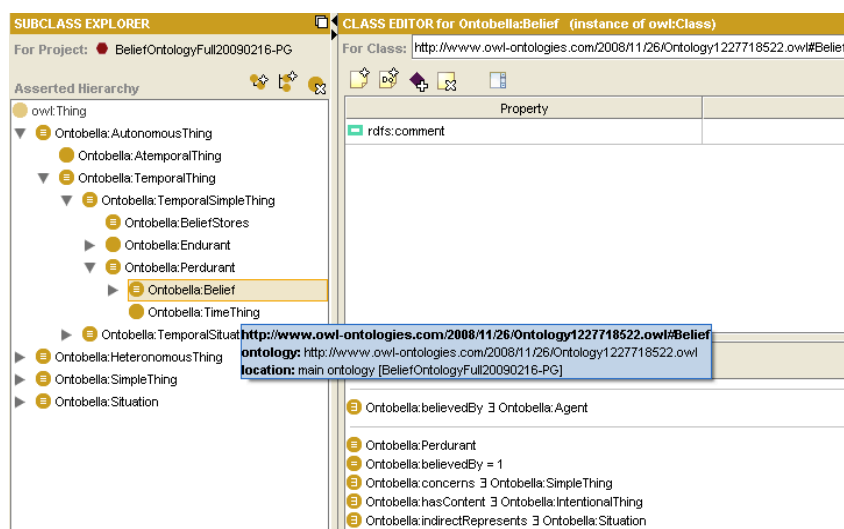 SUBCLASS EXPLORER
For Project: BeliefOntologyFull20090216-PG
Asserted Hierarchy
owl:Thing
Ontobella:AutonomousThing
Ontobella:AtemporalThing
Ontobella:TemporalThing
Ontobella:TemporalSimpleThing
Ontobella:BeliefStores
Ontobella:Endurant
Ontobella:Perdurant
Ontobella:Belief
Ontobella:TimeThing
Ontobella:TemporalSituat
Ontobella:HeteronomousThing
Ontobella:SimpleThing
Ontobella:Situation
CLASS EDITOR for Ontobella:Belief (instance of owl:Class)
For Class: http://www.owl-ontologies.com/2008/11/26/Ontology1227718522.owl#Belief
Property
rdfs:comment
http://www.owl-ontologies.com/2008/11/26/Ontology1227718522.owl#Belief
ontology: http://www.owl-ontologies.com/2008/11/26/Ontology1227718522.owl
location: main ontology [BeliefOntologyFull20090216-PG]
Ontobella:believedBy ∃ Ontobella:Agent
Ontobella:Perdurant
Ontobella:believedBy = 1
Ontobella:concerns ∃ Ontobella:SimpleThing
Ontobella:hasContent ∃ Ontobella:IntentionalThing
Ontobella:indirectRepresents ∃ Ontobella:Situation